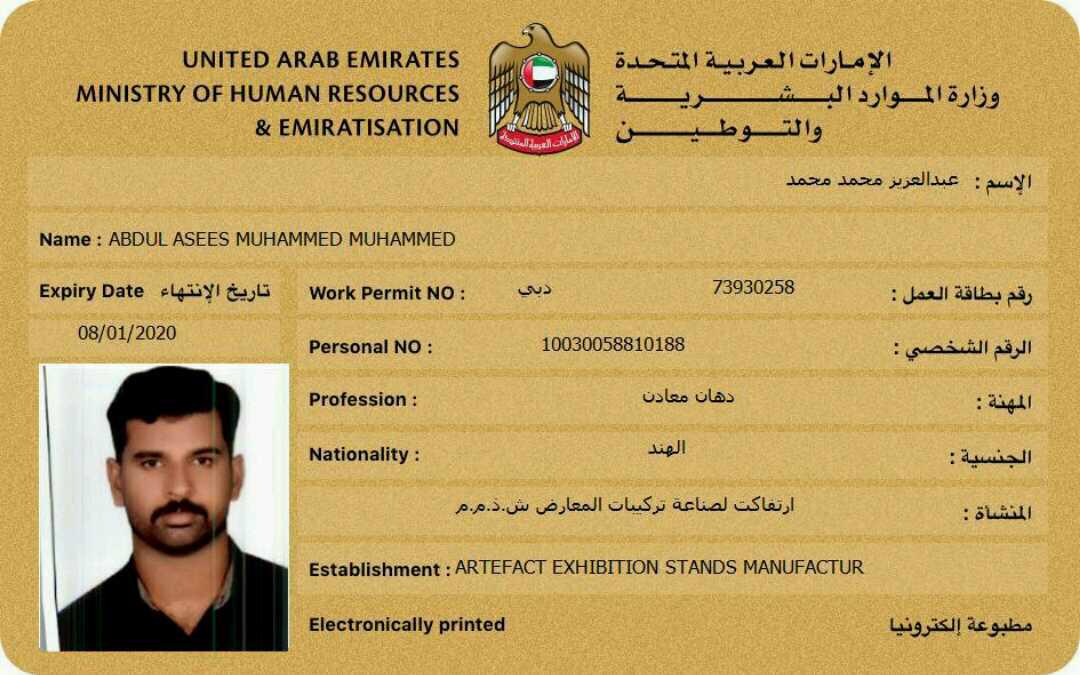 UNITED ARAB EMIRATES
MINISTRY OF HUMAN RESOURCES
& EMIRATISATION
الإمارات العربية المتحدة
وزارة الموارد البشرية
والتوطين
الإمارات العربية المتحدة
الإسم : عبدالعزيز محمد محمد
Name : ABDUL ASEES MUHAMMED MUHAMMED
Expiry Date تاريخ الإنتهاء
08/01/2020
Work Permit NO : دبي 73930258 رقم بطاقة العمل :
Personal NO : 10030058810188 الرقم الشخصي :
Profession : دهان معادن المهنة :
Nationality : الهند الجنسية :
ارتفاكت لصناعة تركيبات المعارض ش.ذ.م.م المنشأة :
Establishment : ARTEFACT EXHIBITION STANDS MANUFACTUR
Electronically printed مطبوعة إلكترونيا